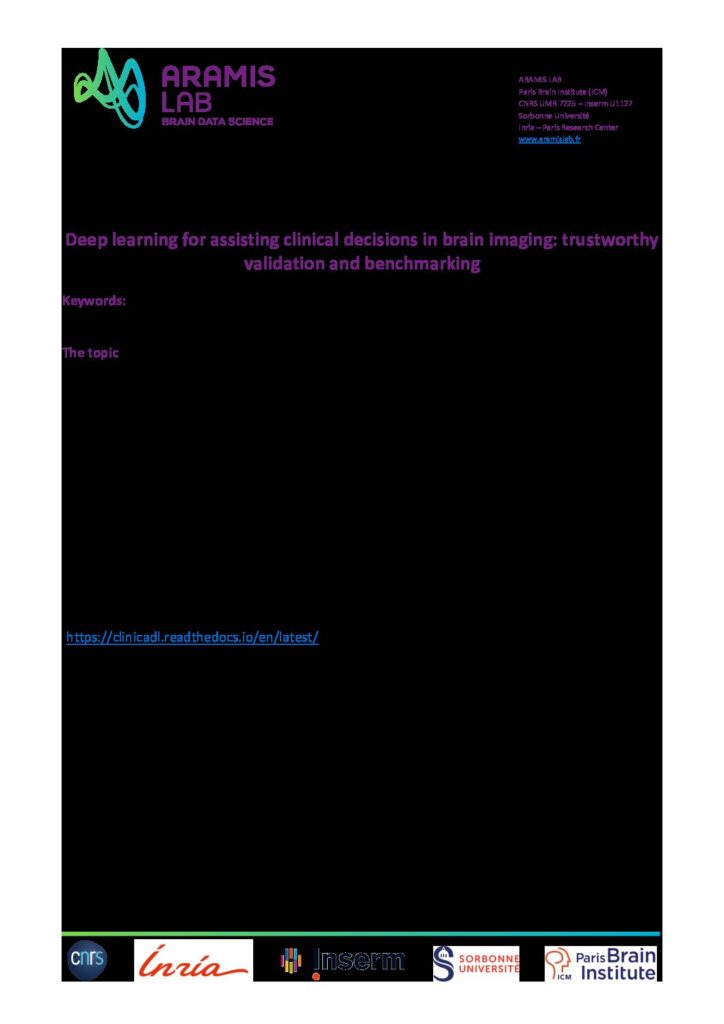 ARAMIS
LAB
BRAIN DATA SCIENCE
ARAMIS LAB
Paris Brain Institute (ICM)
CNRS UMR 7225 – Inserm U1127
Sorbonne Université
Inria – Paris Research Center
www.aramislab.fr
Deep learning for assisting clinical decisions in brain imaging: trustworthy
validation and benchmarking
Keywords:
The topic
https://clinicadl.readthedocs.io/en/latest/
cnrs
Inria
Inserm
SORBONNE
UNIVERSITÉ
ICM
Paris Brain
Institute